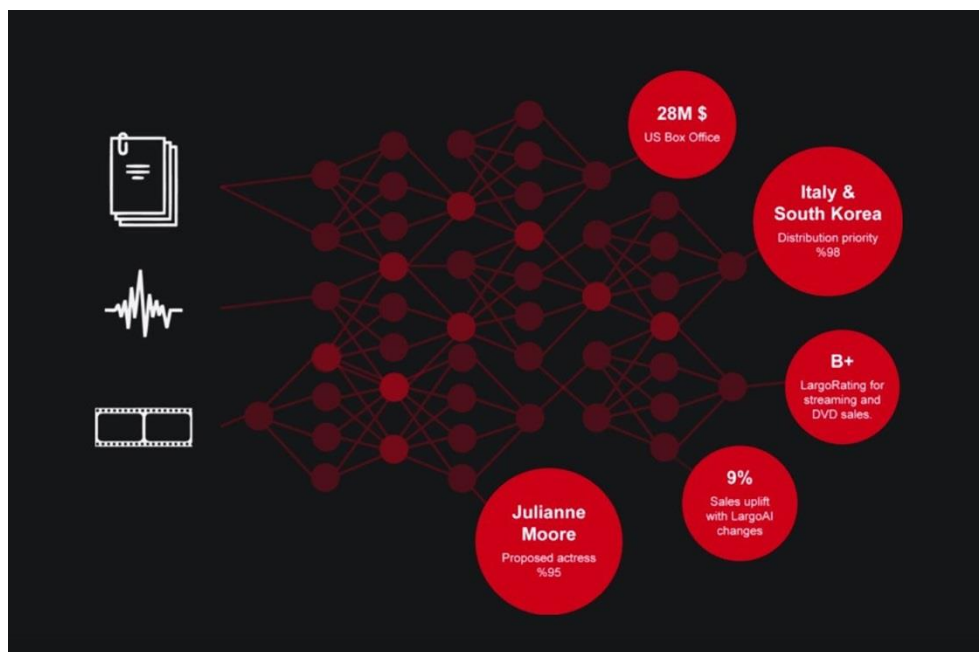 28M $
US Box Office
Italy &
South Korea
Distribution priority
%98
B+
LargoRating for
streaming and
DVD sales.
9%
Sales uplift
with LargoAI
changes
Julianne
Moore
Proposed actress
%95